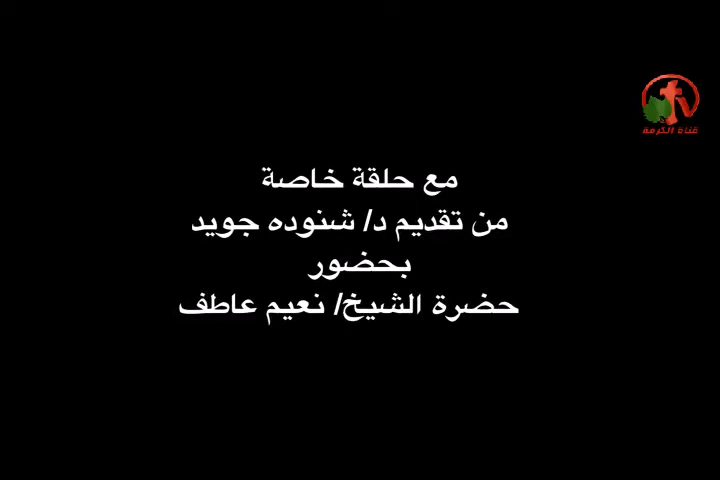 قناة الكرمة
مع حلقة خاصة
من تقديم د/ شنوده جويد
بحضور
حضرة الشيخ/ نعيم عاطف